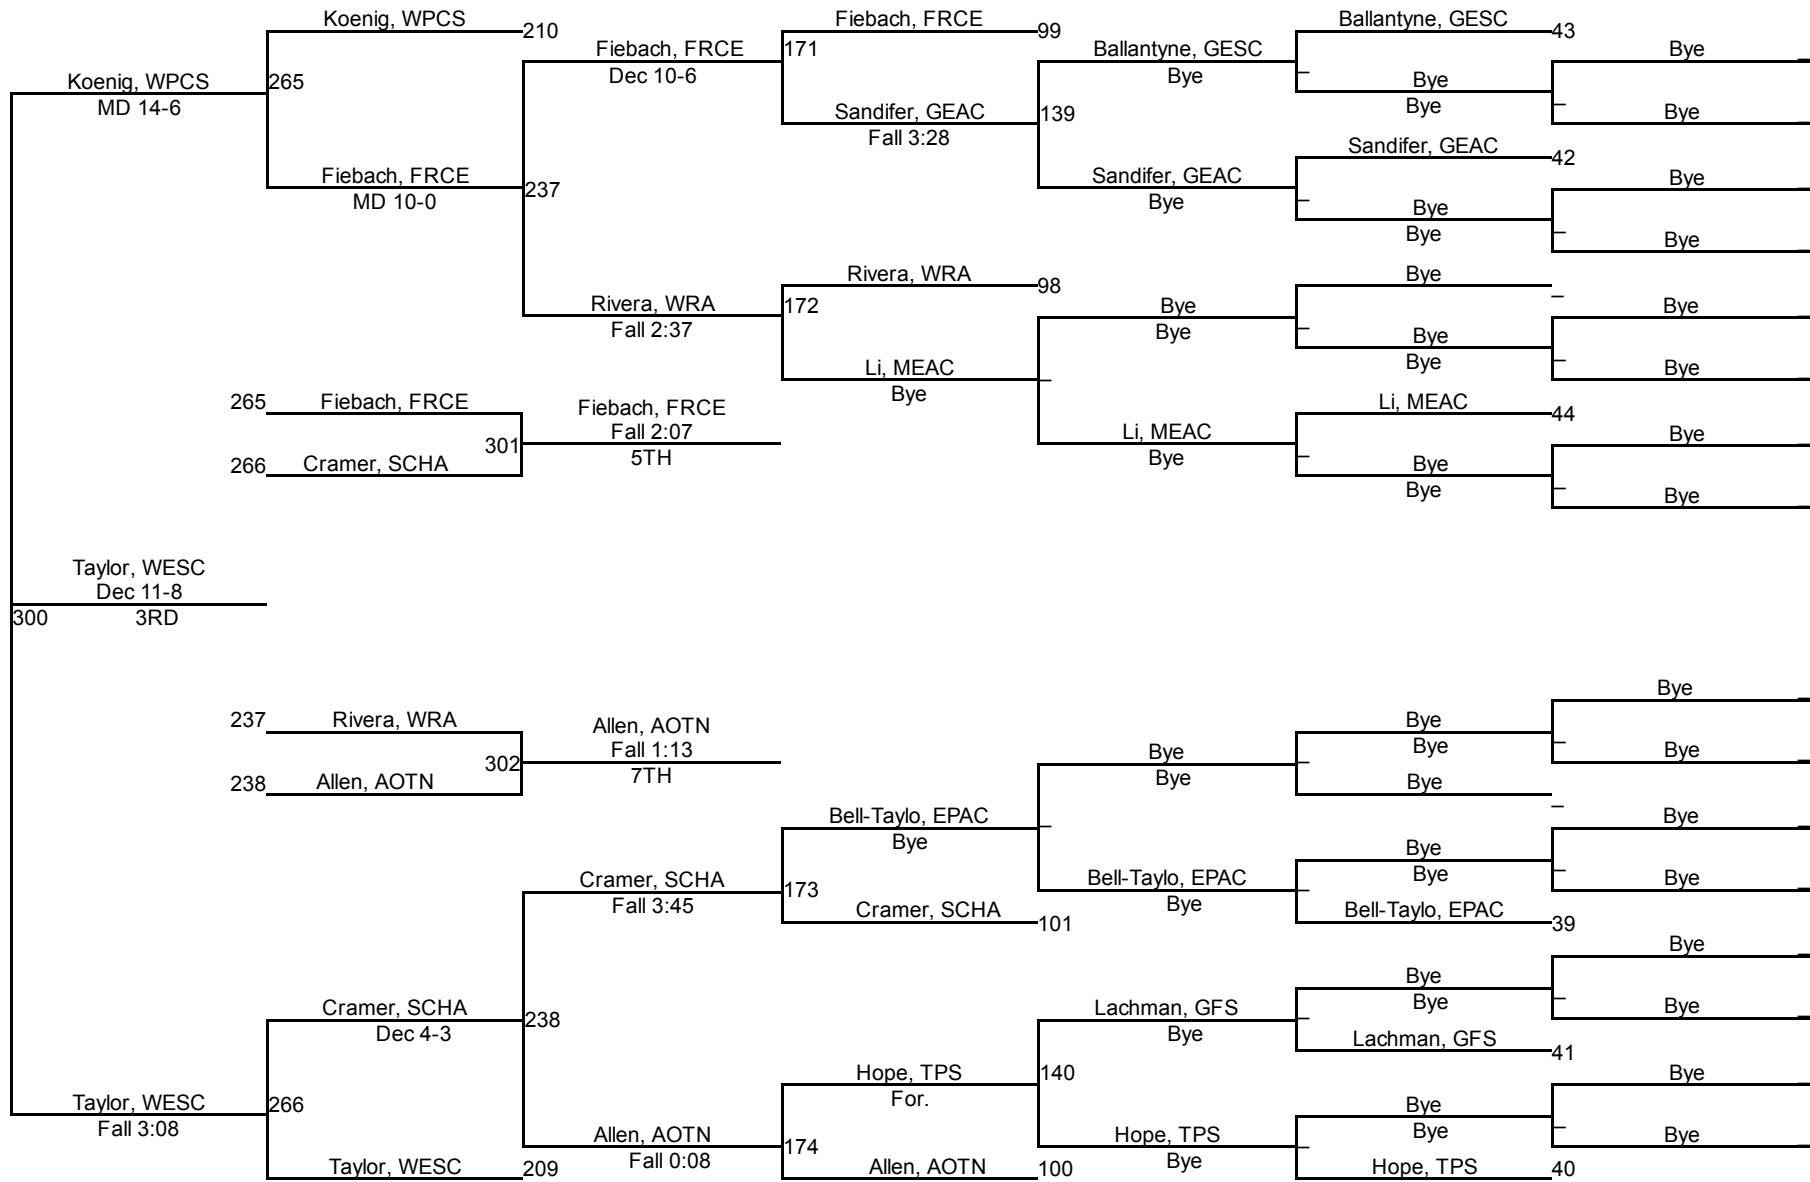 Koenig, WPCS
Fiebach, FRCE
Ballantyne, GESC
210
99
43
Fiebach, FRCE
171
Ballantyne, GESC
Bye
Dec 10-6
Bye
Koenig, WPCS
265
Bye
MD 14-6
Bye
Sandifer, GEAC
139
Bye
Fall 3:28
Sandifer, GEAC
42
Fiebach, FRCE
Sandifer, GEAC
Bye
MD 10-0
237
Bye
Bye
Bye
Bye
Rivera, WRA
Bye
98
Rivera, WRA
172
Bye
Bye
Fall 2:37
Bye
Bye
Bye
Li, MEAC
Bye
Bye
265
Fiebach, FRCE
Fiebach, FRCE
Li, MEAC
44
Fall 2:07
Li, MEAC
Bye
301
5TH
Bye
266
Cramer, SCHA
Bye
Bye
Bye
Taylor, WESC
Dec 11-8
300
3RD
Bye
237
Rivera, WRA
Allen, AOTN
Bye
Fall 1:13
Bye
Bye
Bye
302
7TH
Bye
238
Allen, AOTN
Bye
Bell-Taylo, EPAC
Bye
Bye
Bye
Bye
Cramer, SCHA
173
Bell-Taylo, EPAC
Bye
Fall 3:45
Bye
Cramer, SCHA
101
Bell-Taylo, EPAC
39
Bye
Bye
Cramer, SCHA
238
Lachman, GFS
Bye
Bye
Dec 4-3
Bye
Lachman, GFS
41
Hope, TPS
140
Bye
For.
Taylor, WESC
266
Bye
Fall 3:08
Bye
Allen, AOTN
174
Hope, TPS
Bye
Fall 0:08
Bye
Taylor, WESC
209
Allen, AOTN
100
Hope, TPS
40